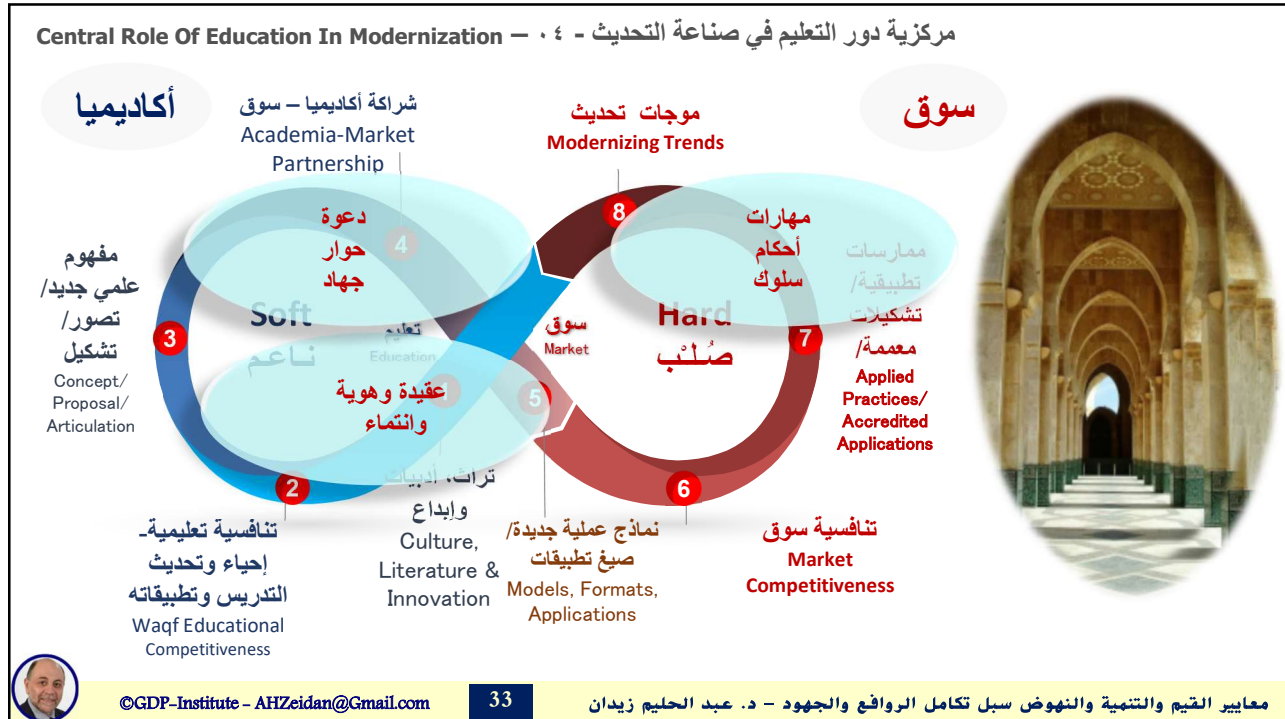 Central Role Of Education In Modernization – مركزية دور التعليم في صناعة التحديث - ٠٤
أكاديميا
سوق
شراكة أكاديميا – سوق
Academia-Market
Partnership
موجات تحديث
Modernizing Trends
دعوة
حوار
جهاد
4
8
مهارات
أحكام
سلوك
مفهوم
علمي جديد/
تصور/
تشكيل
Concept/
Proposal/
Articulation
3
Soft
ناعم
تعليم
Education
سوق
Market
Hard
صُلْب
7
ممارسات
تطبيقية/
تشكيلات
معممة/
Applied
Practices/
Accredited
Applications
عقيدة وهوية
وانتماء
1
5
2
6
تراث، أدبيات
وإبداع
Culture,
Literature &
Innovation
تنافسية تعليمية-
إحياء وتحديث
التدريس وتطبيقاته
Waqf Educational
Competitiveness
نماذج عملية جديدة/
صيغ تطبيقات
Models, Formats,
Applications
تنافسية سوق
Market
Competitiveness
©GDP-Institute - AHZeidan@Gmail.com
33
معايير القيم والتنمية والنهوض سبل تكامل الروافع والجهود - د. عبد الحليم زيدان